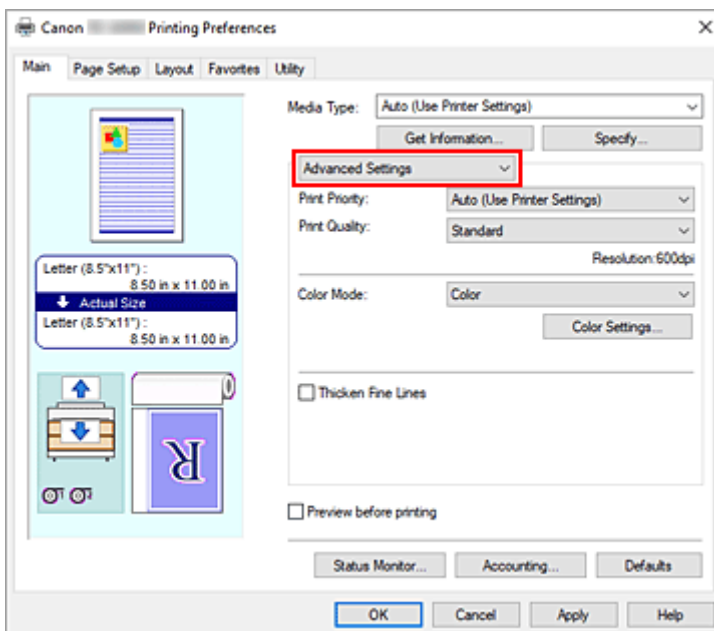 Canon Printing Preferences
Main Page Setup Layout Favorites Utility
Media Type: Auto (Use Printer Settings)
Get Information... Specify...
Advanced Settings
Print Priority: Auto (Use Printer Settings)
Print Quality: Standard
Resolution:600dpi
Letter (8.5"x11") :
8.50 in x 11.00 in
Actual Size
Letter (8.5"x11") :
8.50 in x 11.00 in
Color Mode: Color
Color Settings...
Thicken Fine Lines
R
1 2
Preview before printing
Status Monitor... Accounting... Defaults
OK Cancel Apply Help